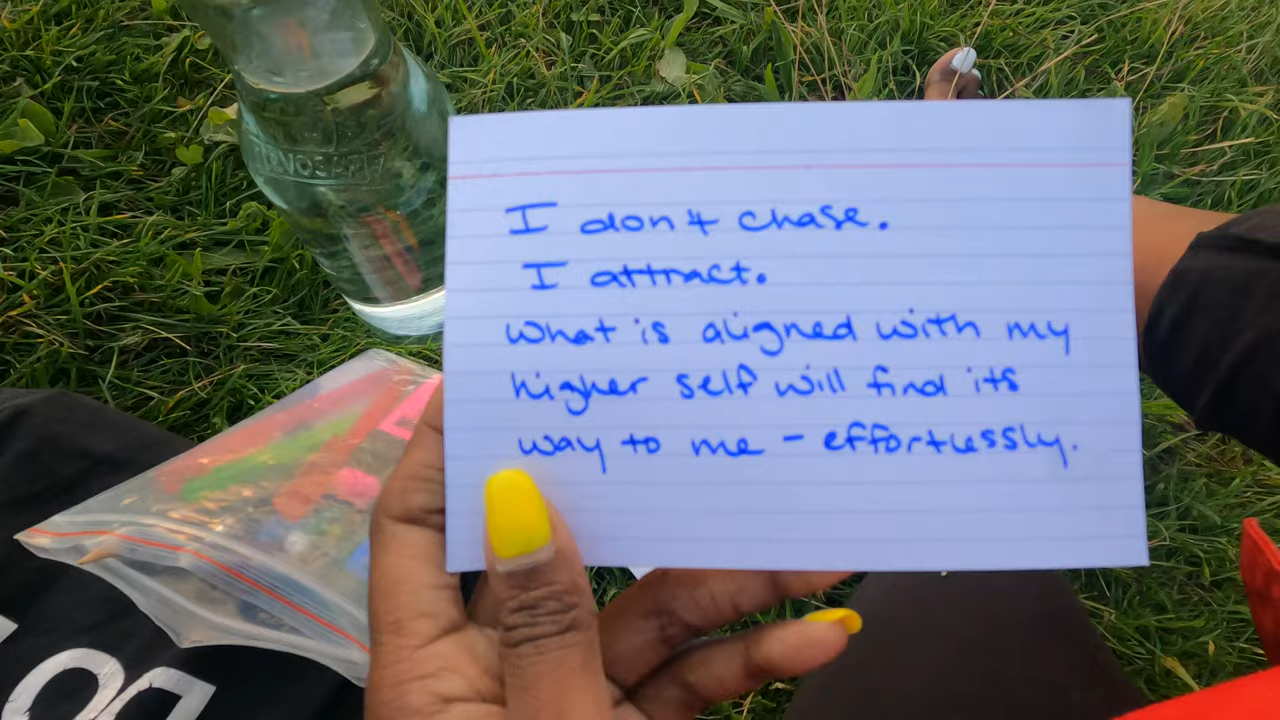 I don't chase.
I attract.
What is aligned with my
higher self will find its
way to me - effortlessly.